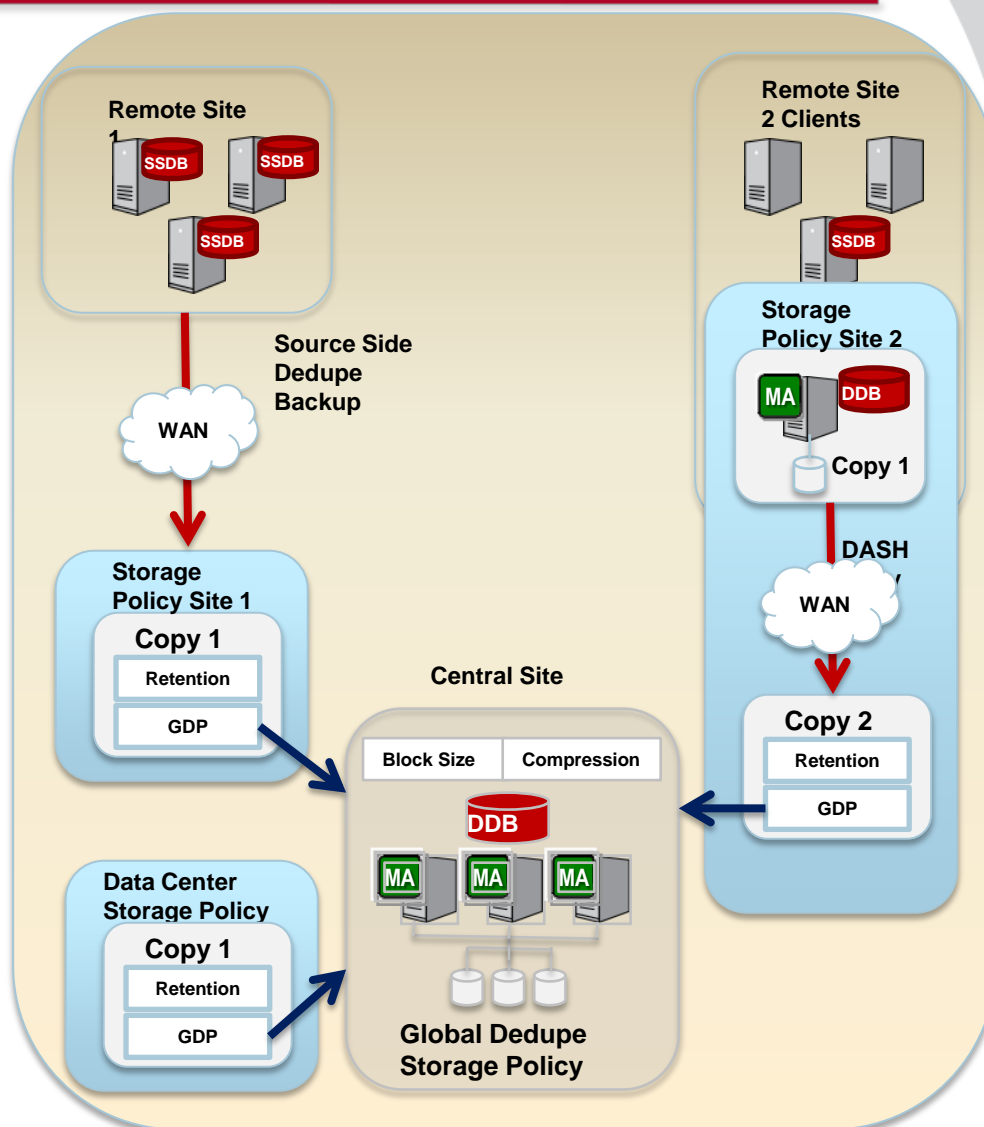 Remote Site
1
SSDB
SSDB
SSDB
Source Side
Dedupe
Backup
WAN
Storage
Policy Site 1
Copy 1
Retention
GDP
Data Center
Storage Policy
Copy 1
Retention
GDP
Central Site
Block Size
Compression
DDB
MA
MA
MA
Global Dedupe
Storage Policy
Remote Site
2 Clients
SSDB
Storage
Policy Site 2
MA
DDB
Copy 1
DASH
WAN
Copy 2
Retention
GDP